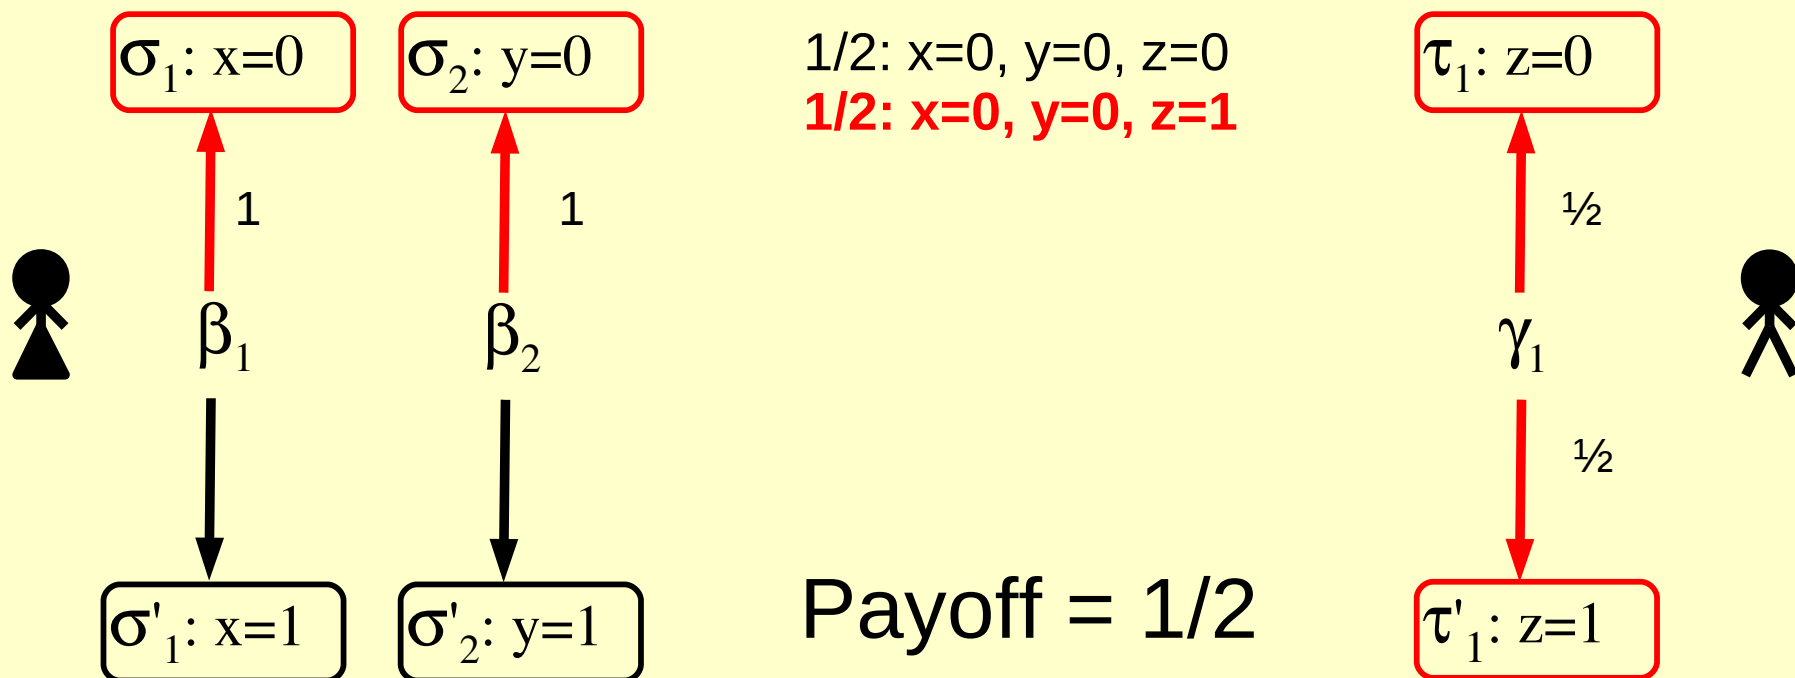 σ₁: x=0
σ₂: y=0
1/2: x=0, y=0, z=0
1/2: x=0, y=0, z=1
τ₁: z=0
1
1
½
β₁
β₂
γ₁
½
σ'₁: x=1
σ'₂: y=1
Payoff = 1/2
τ'₁: z=1